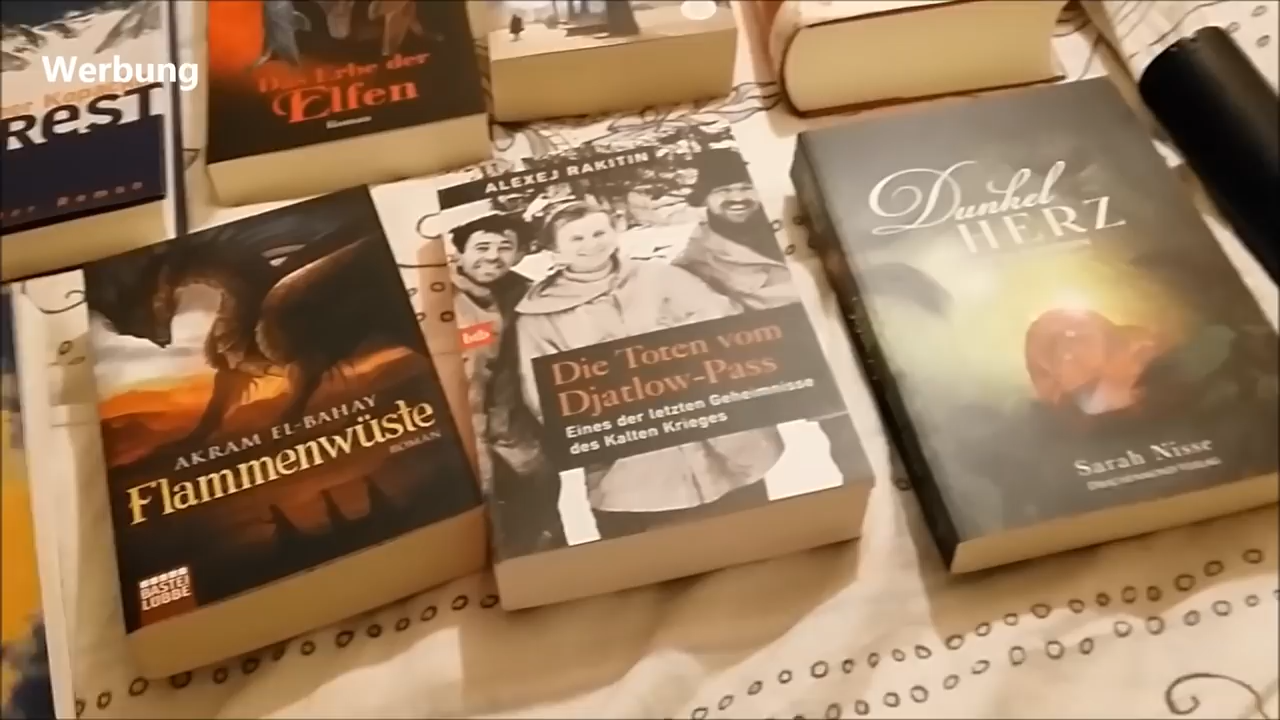 Werbung
REST
Das Erbe der
Elfen
Roman
ALEXEJ RAKITIN
btb
Die Toten vom
Djatlow-Pass
Eines der letzten Geheimnisse
des Kalten Krieges
Dunkel
HERZ
Sarah Nisse
AKRAM EL-BAHAY
Flammenwüste
ROMAN
BASTEI
LÜBBE